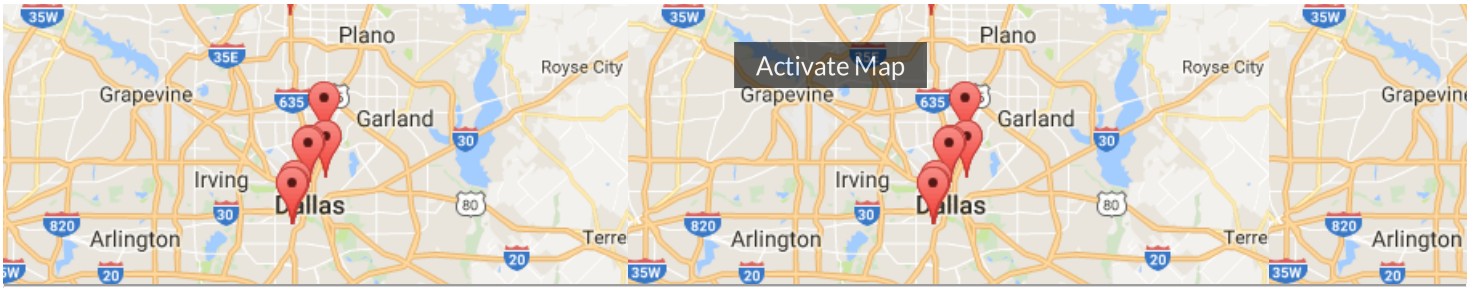 35W
Plano
35E
Royse City
Grapevine
635
Garland
30
Irving
Dallas
30
80
820
Arlington
Terre
5W
20
20
35W
Plano
35E
Activate Map
Royse City
Grapevine
635
Garland
30
Irving
Dallas
30
80
820
Arlington
Terre
35W
20
20
35W
Grapevine
820
Arlington
35W
20